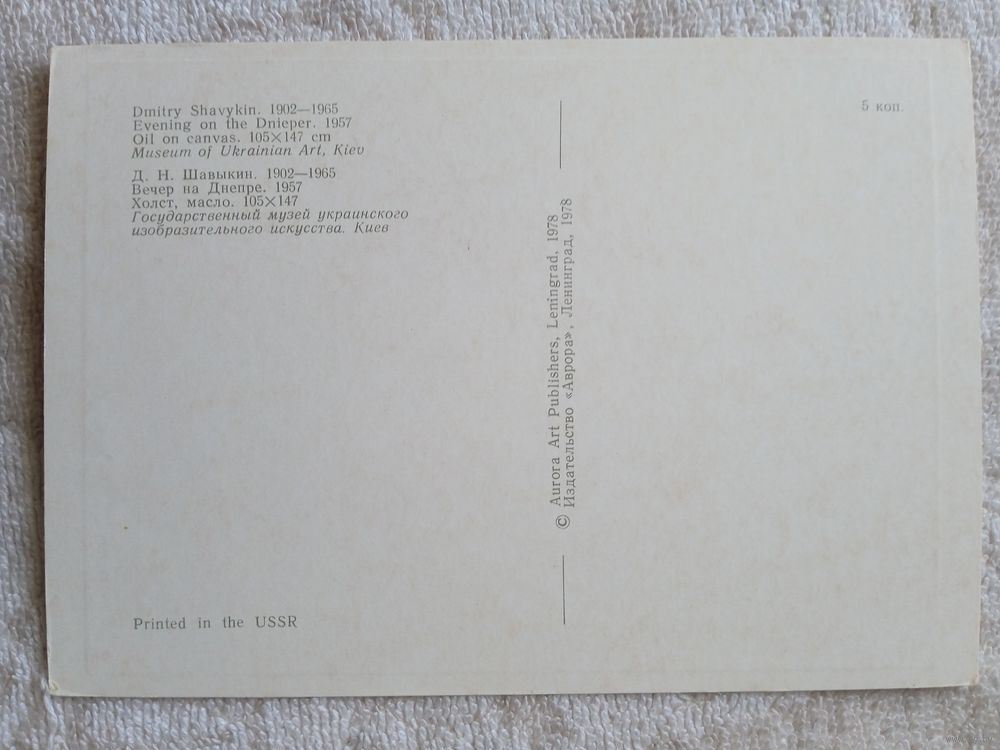 Dmitry Shavykin. 1902—1965
Evening on the Dnieper. 1957
Oil on canvas. 105×147 cm
Museum of Ukrainian Art, Kiev
Д. Н. Шавыкин. 1902—1965
Вечер на Днепре. 1957
Холст, масло. 105×147
Государственный музей украинского
изобразительного искусства. Киев
Printed in the USSR
© Aurora Art Publishers, Leningrad, 1978
Издательство «Аврора», Ленинград, 1978
5 коп.